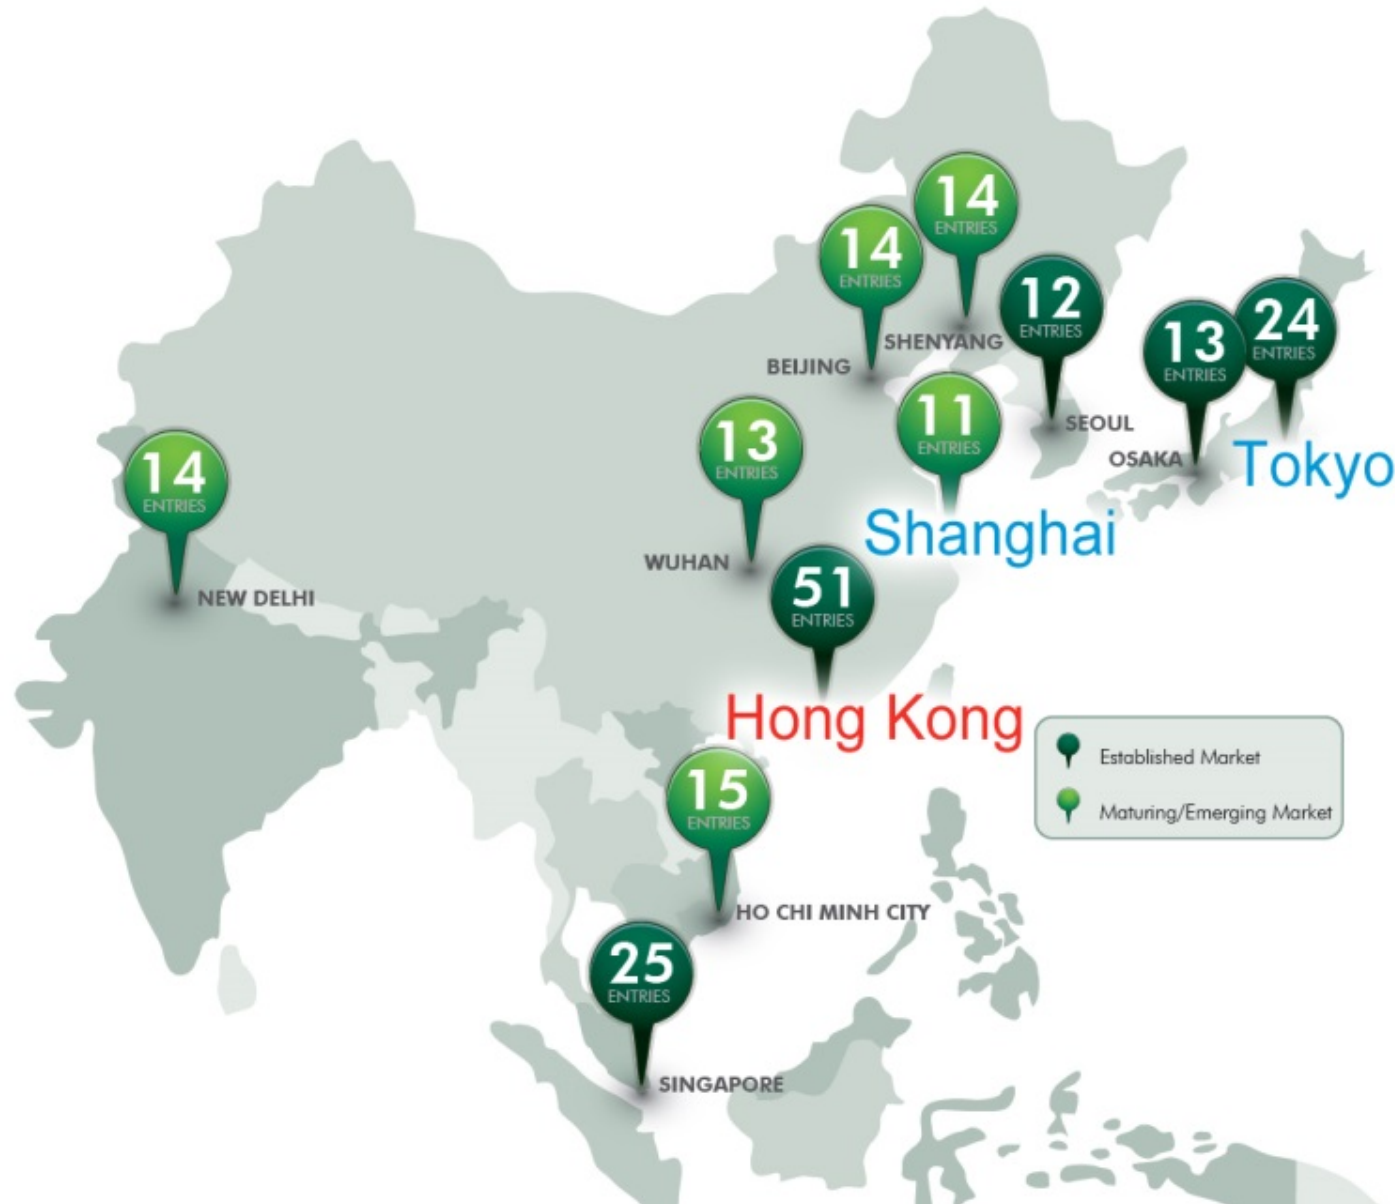 14
ENTRIES
SHENYANG
14
ENTRIES
BEIJING
12
ENTRIES
SEOUL
13
ENTRIES
OSAKA
24
ENTRIES
Tokyo
11
ENTRIES
Shanghai
13
ENTRIES
WUHAN
14
ENTRIES
NEW DELHI
51
ENTRIES
Hong Kong
Established Market
Maturing/Emerging Market
15
ENTRIES
HO CHI MINH CITY
25
ENTRIES
SINGAPORE